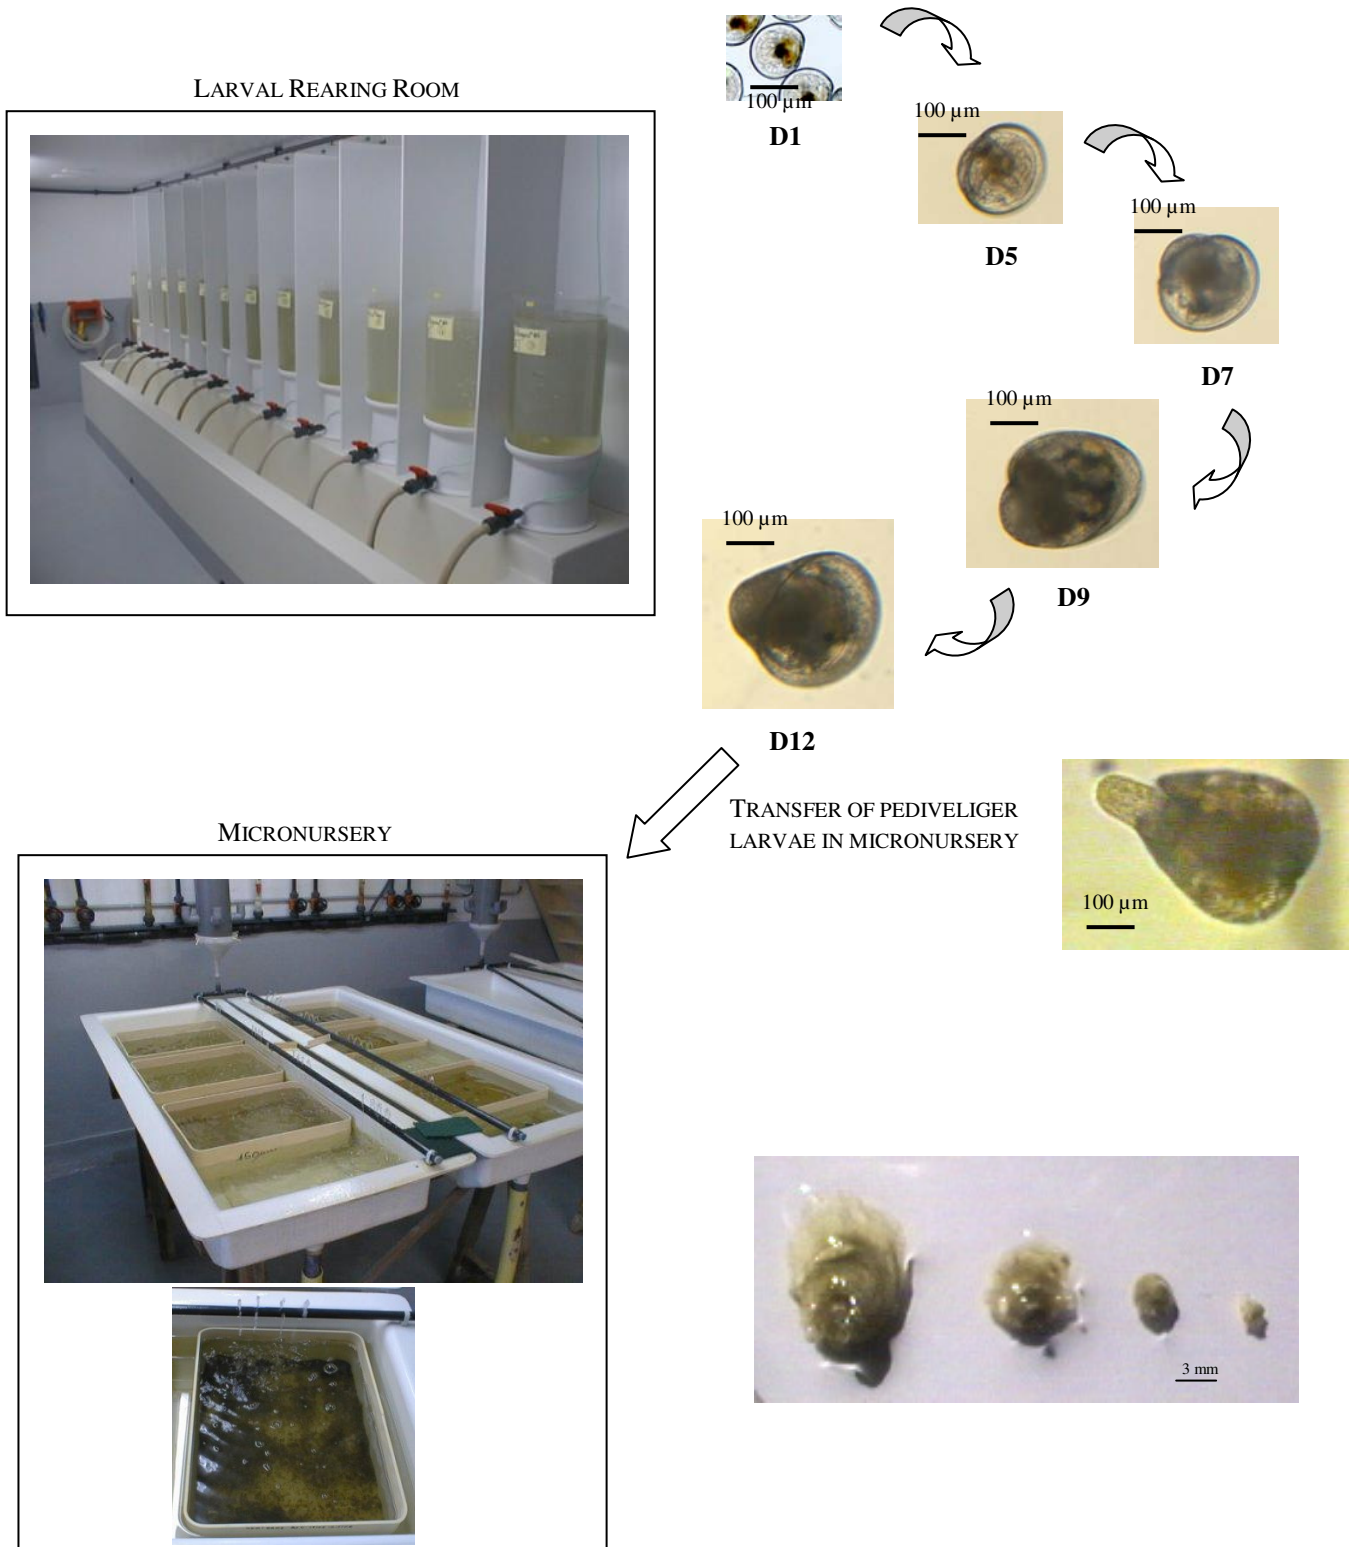 LARVAL REARING ROOM
100 µm
D1
100 µm
D5
100 µm
D7
100 µm
D9
100 µm
D12
TRANSFER OF PEDIVELIGER
LARVAE IN MICRONURSERY
100 µm
MICRONURSERY
3 mm